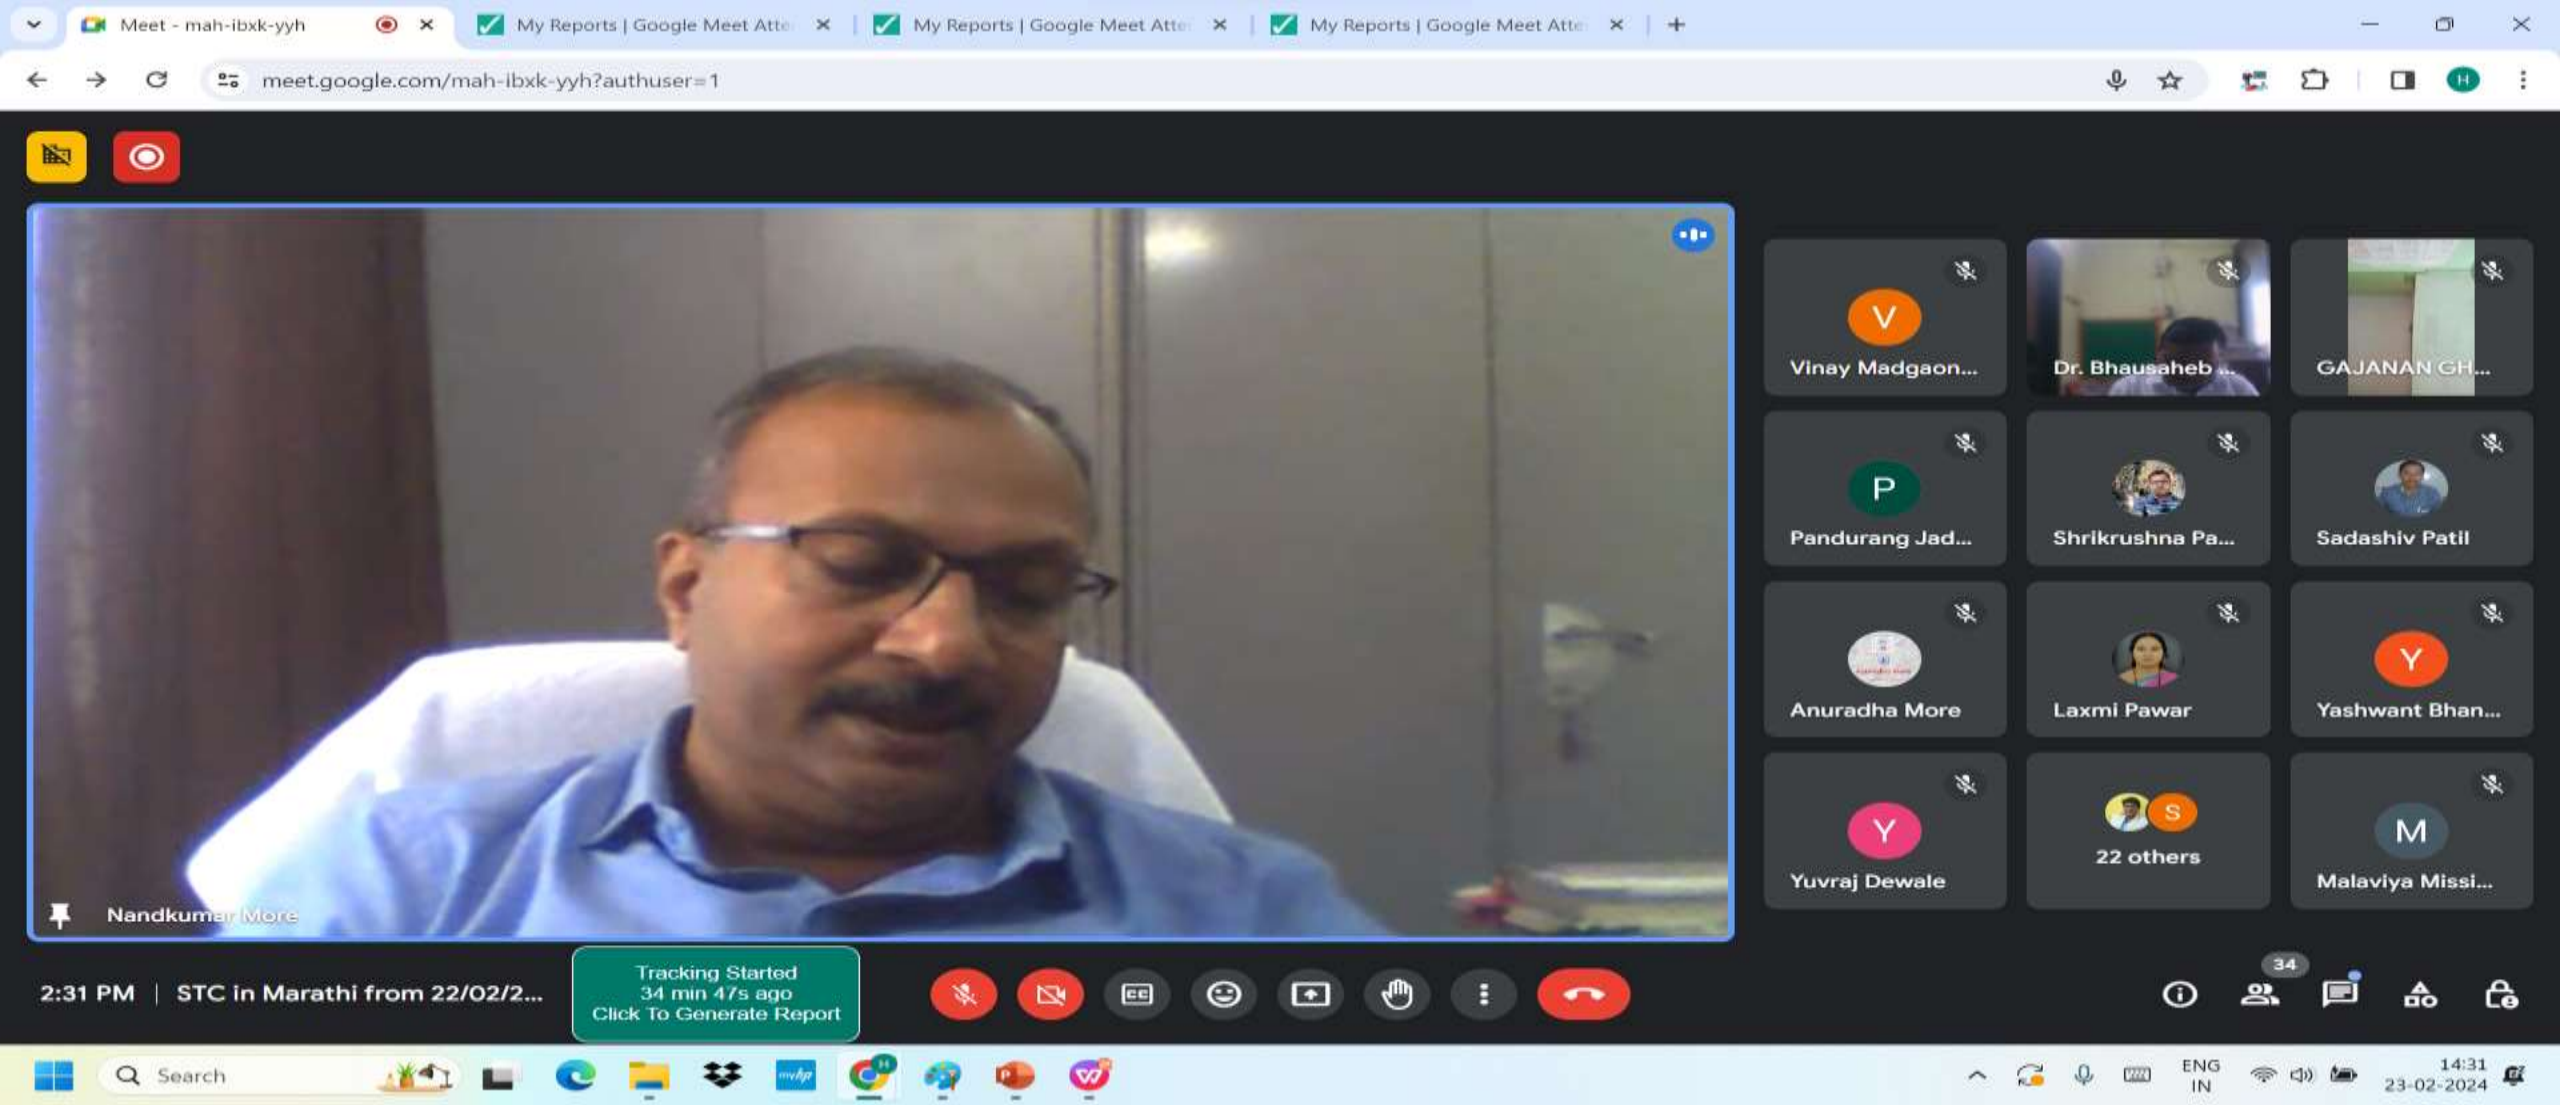 Meet - mah-ibxk-yyh
My Reports | Google Meet Atte
My Reports | Google Meet Atte
My Reports | Google Meet Atte
meet.google.com/mah-ibxk-yyh?authuser=1
H
V
Vinay Madgaon...
Dr. Bhausaheb ...
GAJANAN GH...
P
Pandurang Jad...
Shrikrushna Pa...
Sadashiv Patil
Anuradha More
Laxmi Pawar
Y
Yashwant Bhan...
Y
Yuvraj Dewale
S
22 others
M
Malaviya Missi...
Nandkumar More
2:31 PM | STC in Marathi from 22/02/2...
Tracking Started
34 min 47s ago
Click To Generate Report
CC
34
Search
myhp
H
ENG
IN
14:31
23-02-2024